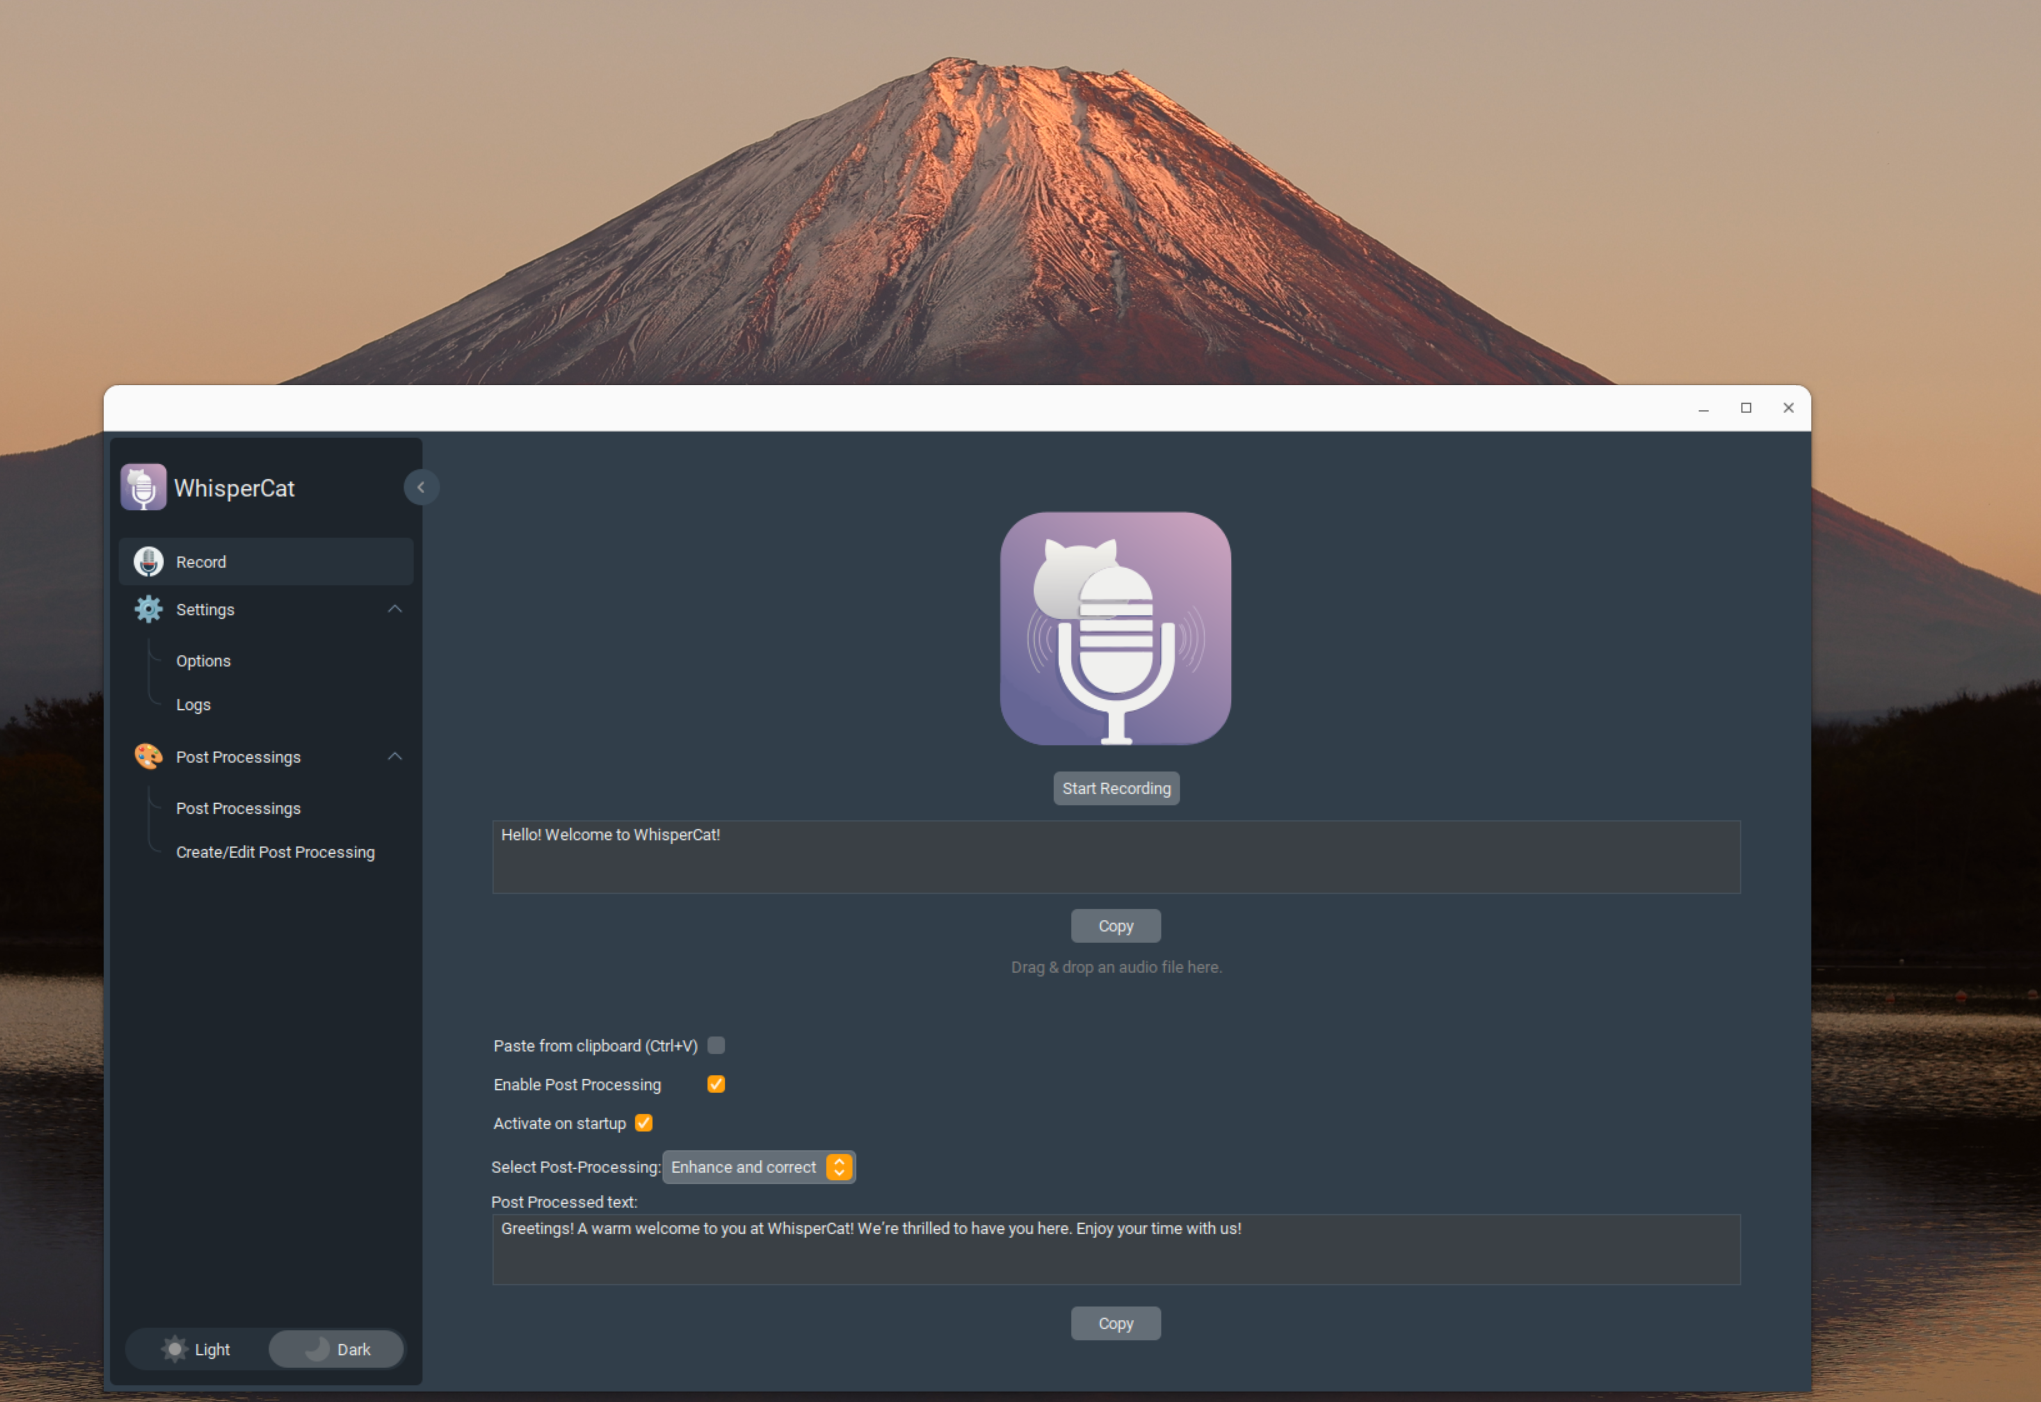 WhisperCat
Record
Settings
Options
Logs
Post Processings
Post Processings
Create/Edit Post Processing
Light
Dark
Start Recording
Hello! Welcome to WhisperCat!
Copy
Drag & drop an audio file here.
Paste from clipboard (Ctrl+V)
Enable Post Processing
Activate on startup
Select Post-Processing: Enhance and correct
Post Processed text:
Greetings! A warm welcome to you at WhisperCat! We're thrilled to have you here. Enjoy your time with us!
Copy